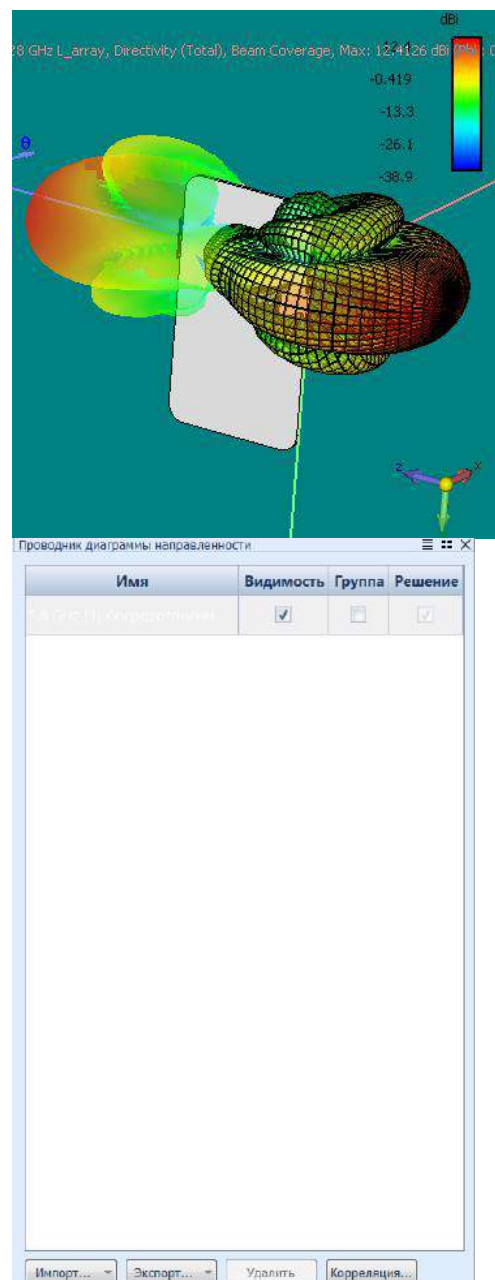 dBi
28 GHz L_array, Directivity (Total), Beam Coverage, Max: 12.4126 dBi
-0.419
-13.3
-26.1
-38.9
θ
z
x
Проводник диаграммы направленности
Имя Видимость Группа Решение
Импорт... Экспорт... Удалить Корреляция...